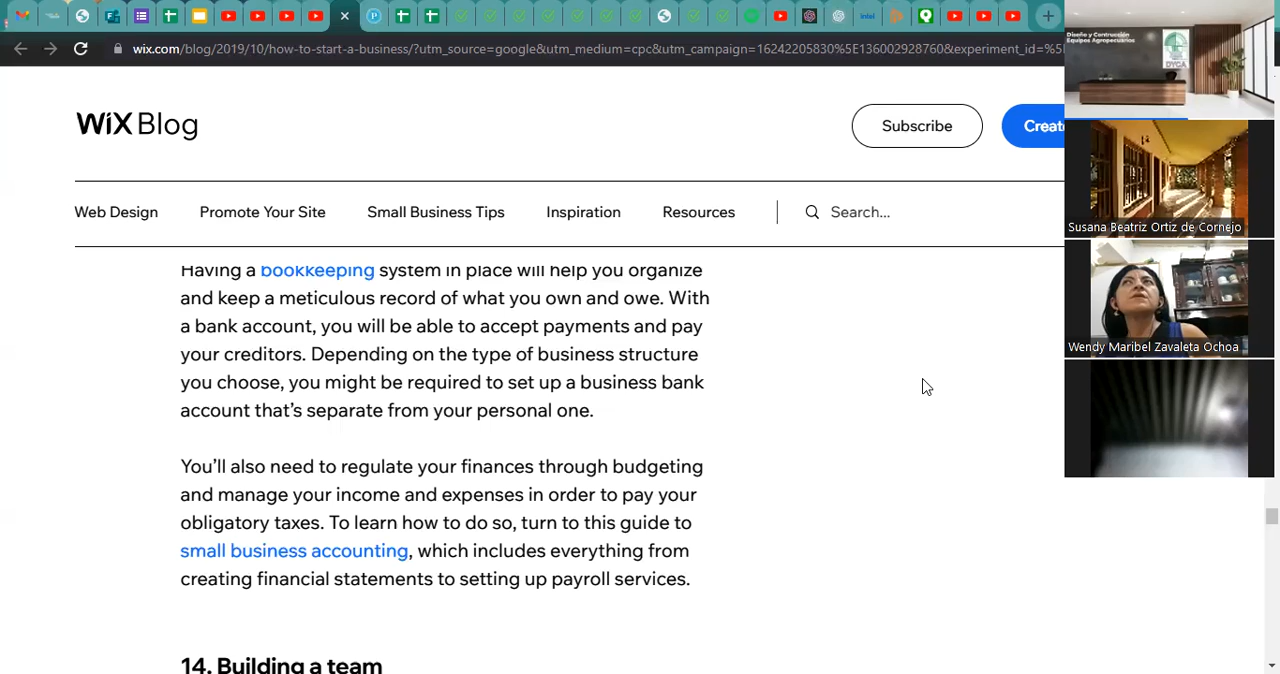 wix.com/blog/2019/10/how-to-start-a-business/?utm_source=google&utm_medium=cpc&utm_campaign=16242205830%5E136002928760&experiment_id=%5
WiX Blog
Subscribe
Create
Web Design
Promote Your Site
Small Business Tips
Inspiration
Resources
Search...
Having a bookkeeping system in place will help you organize
and keep a meticulous record of what you own and owe. With
a bank account, you will be able to accept payments and pay
your creditors. Depending on the type of business structure
you choose, you might be required to set up a business bank
account that’s separate from your personal one.
You’ll also need to regulate your finances through budgeting
and manage your income and expenses in order to pay your
obligatory taxes. To learn how to do so, turn to this guide to
small business accounting, which includes everything from
creating financial statements to setting up payroll services.
14. Building a team
Diseño y Contrucción
Equipos Agropecuarios
DYCA
Susana Beatriz Ortiz de Cornejo
Wendy Maribel Zavaleta Ochoa